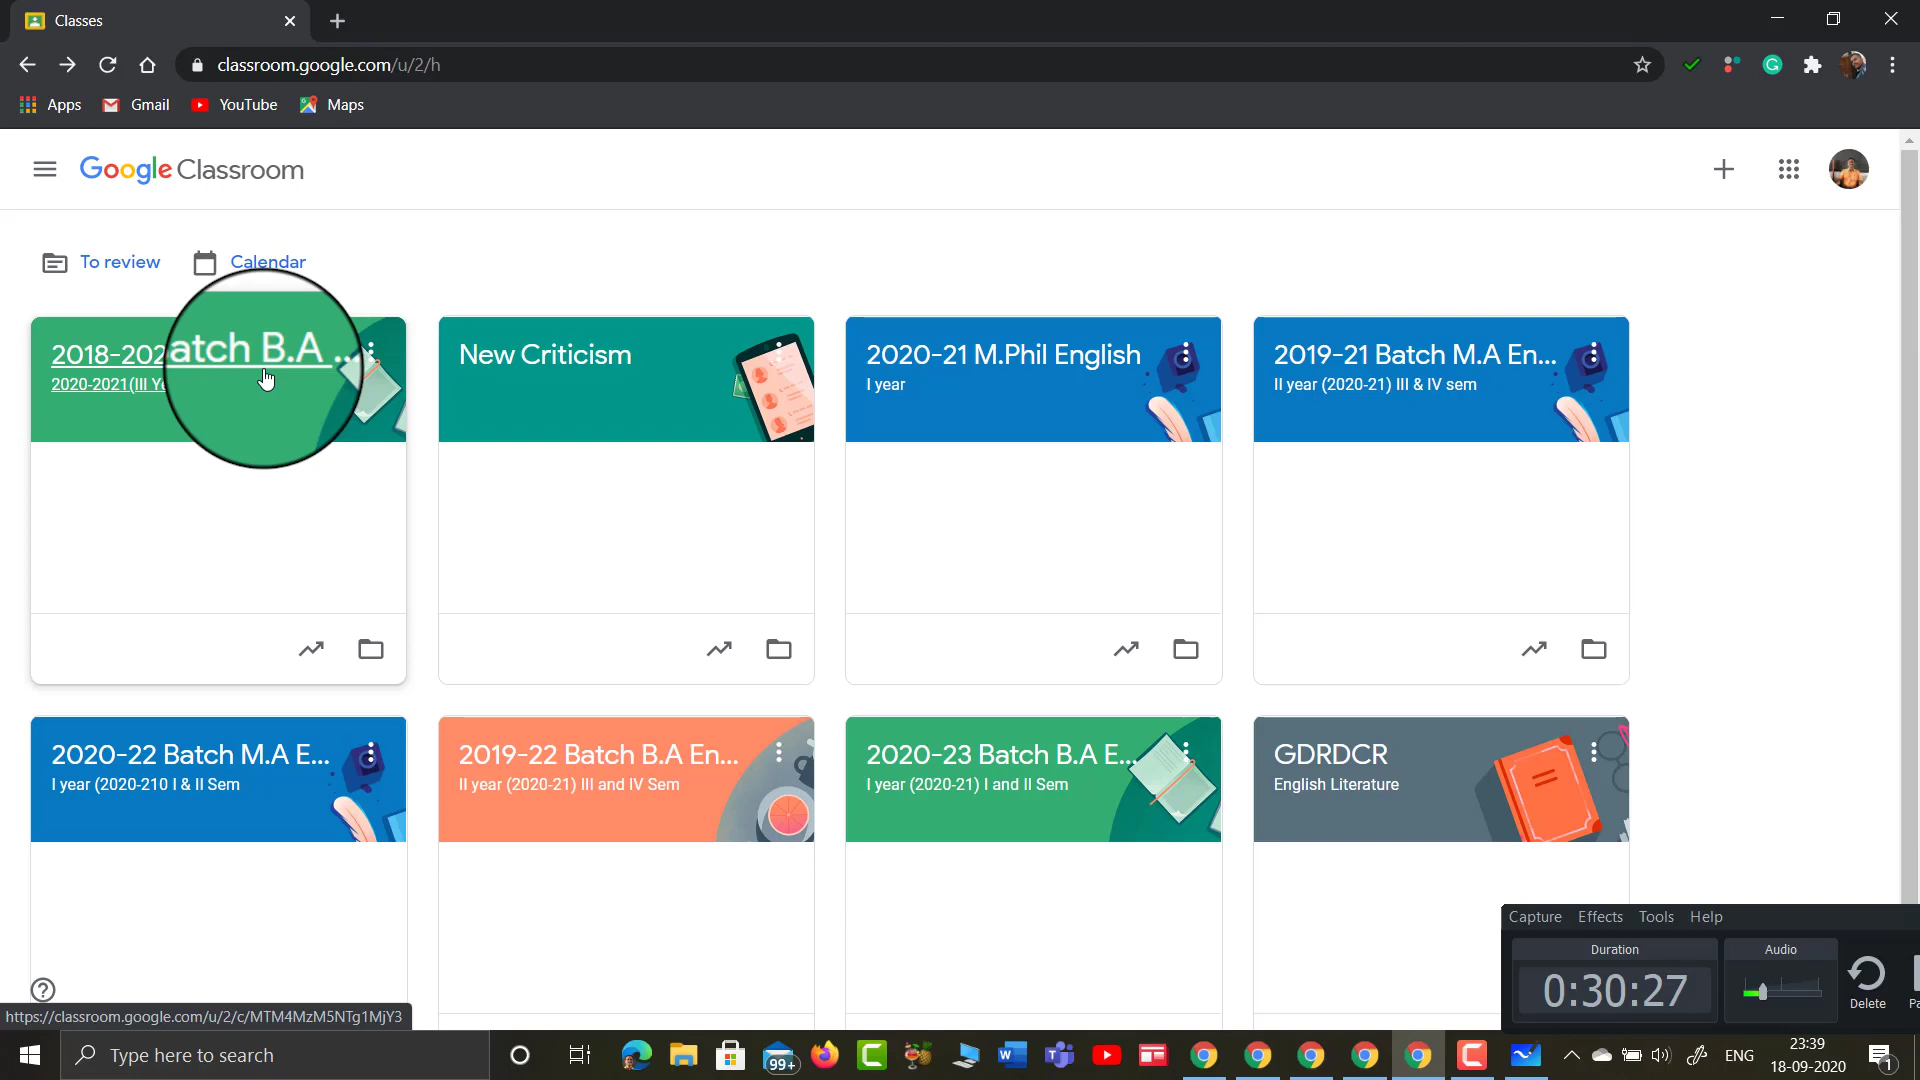 Classes
classroom.google.com/u/2/h
Apps
Gmail
YouTube
Maps
Google Classroom
To review
Calendar
2018-202
atch B.A ...
2020-2021(III Ye
New Criticism
2020-21 M.Phil English
I year
2019-21 Batch M.A En...
II year (2020-21) III & IV sem
2020-22 Batch M.A E...
I year (2020-210 I & II Sem
2019-22 Batch B.A En...
II year (2020-21) III and IV Sem
2020-23 Batch B.A E...
I year (2020-21) I and II Sem
GDRDCR
English Literature
Capture Effects Tools Help
Duration
Audio
0:30:27
Delete
Pa
https://classroom.google.com/u/2/c/MTM4MzM5NTg1MjY3
Type here to search
99+
ENG
23:39
18-09-2020
1